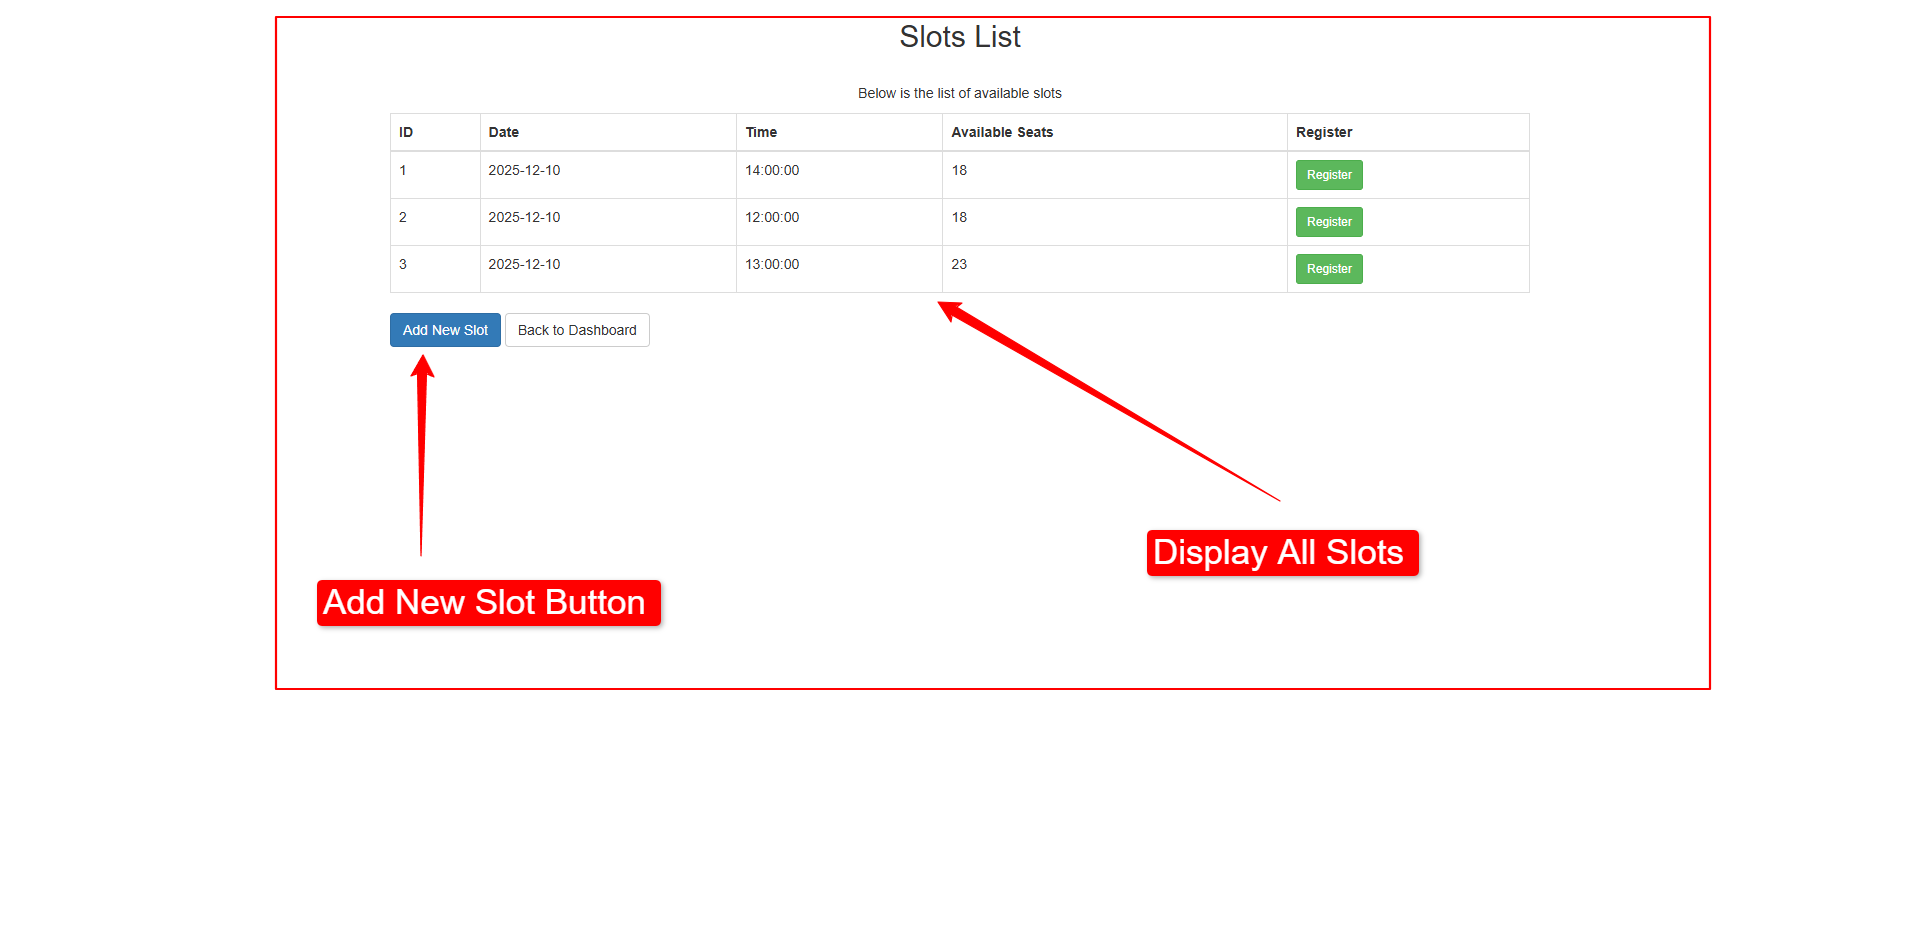 Slots List
Below is the list of available slots
ID Date Time Available Seats Register
1 2025-12-10 14:00:00 18 Register
2 2025-12-10 12:00:00 18 Register
3 2025-12-10 13:00:00 23 Register
Add New Slot Back to Dashboard
Display All Slots
Add New Slot Button